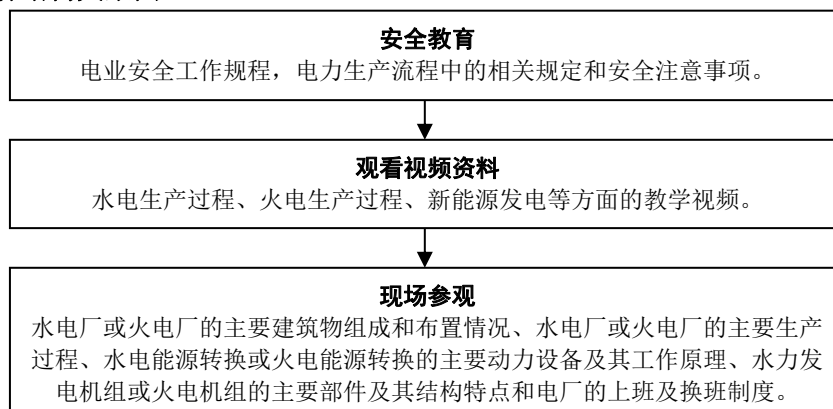 安全教育
电业安全工作规程，电力生产流程中的相关规定和安全注意事项。
观看视频资料
水电生产过程、火电生产过程、新能源发电等方面的教学视频。
现场参观
水电厂或火电厂的主要建筑物组成和布置情况、水电厂或火电厂的主要生产
过程、水电能源转换或火电能源转换的主要动力设备及其工作原理、水力发
电机组或火电机组的主要部件及其结构特点和电厂的上班及换班制度。